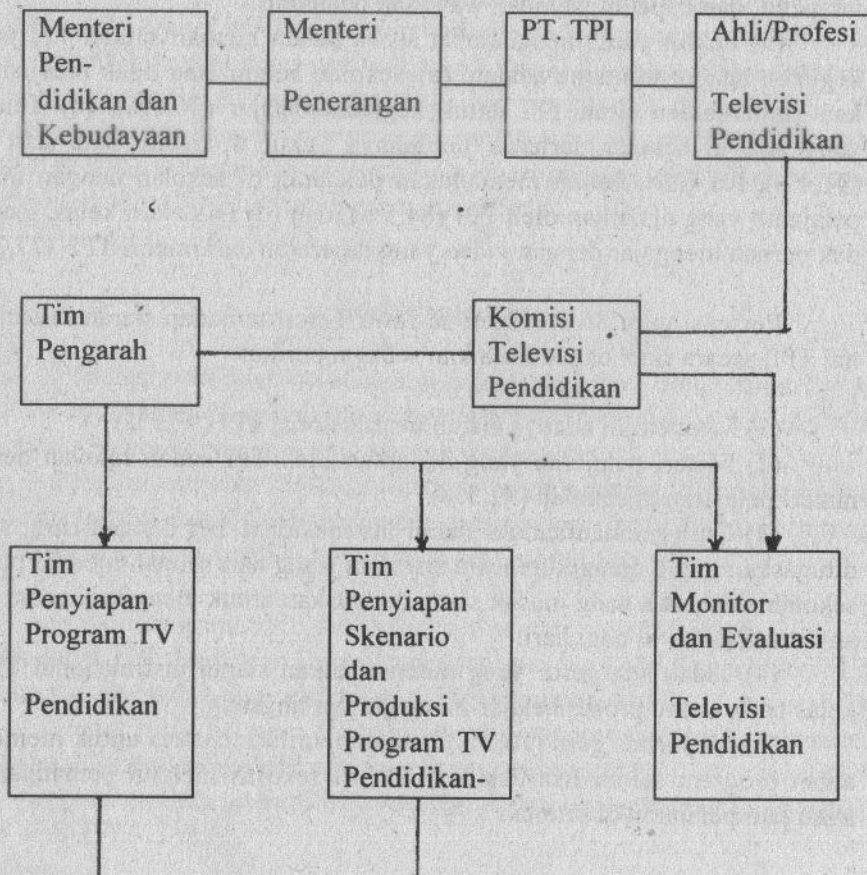 Menteri
Pen-
didikan dan
Kebudayaan
Menteri
Penerangan
PT. TPI
Ahli/Profesi
Televisi
Pendidikan
Tim
Pengarah
Komisi
Televisi
Pendidikan
Tim
Penyiapan
Program TV
Pendidikan
Tim
Penyiapan
Skenario
dan
Produksi
Program TV
Pendidikan-
Tim
Monitor
dan Evaluasi
Televisi
Pendidikan